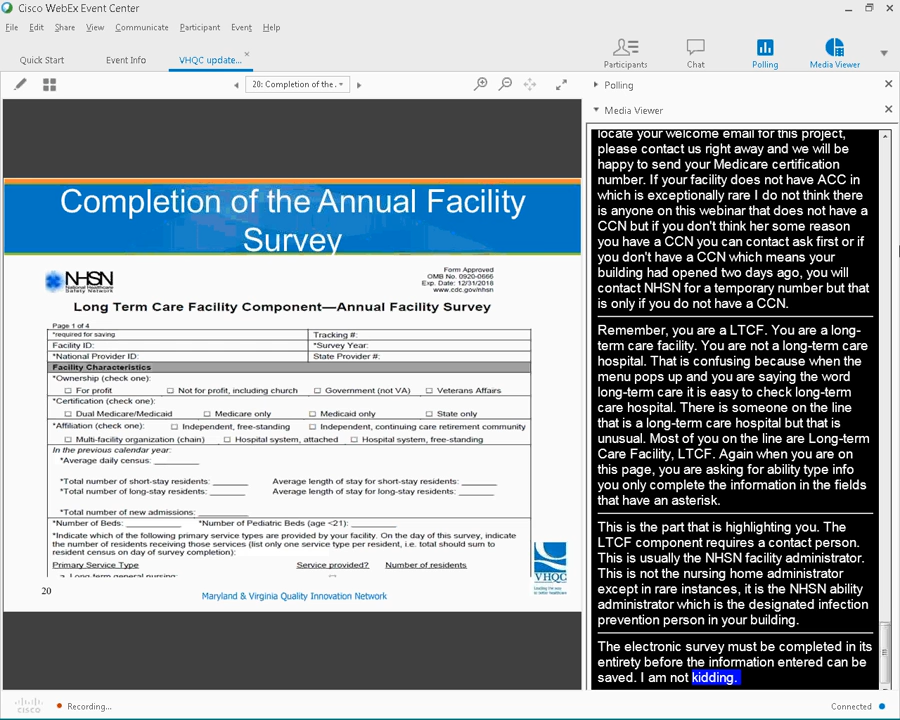 Cisco WebEx Event Center
File Edit Share View Communicate Participant Event Help
Quick Start Event Info VHQC update...
Participants Chat Polling Media Viewer
20: Completion of the .
Polling
Media Viewer
Completion of the Annual Facility
Survey
NHSN
National Healthcare
Safety Network
Form Approved
OMB No. 0920-0666
Exp. Date: 12/31/2018
www.cdc.gov/nhsn
Long Term Care Facility Component—Annual Facility Survey
Page 1 of 4
*required for saving Tracking #:
Facility ID: *Survey Year:
*National Provider ID: State Provider #:
Facility Characteristics
*Ownership (check one):
☐ For profit ☐ Not for profit, including church ☐ Government (not VA) ☐ Veterans Affairs
*Certification (check one):
☐ Dual Medicare/Medicaid ☐ Medicare only ☐ Medicaid only ☐ State only
*Affiliation (check one): ☐ Independent, free-standing ☐ Independent, continuing care retirement community
☐ Multi-facility organization (chain) ☐ Hospital system, attached ☐ Hospital system, free-standing
In the previous calendar year:
*Average daily census: ________
*Total number of short-stay residents: ______ Average length of stay for short-stay residents: ______
*Total number of long-stay residents: ______ Average length of stay for long-stay residents: ______
*Total number of new admissions: ________
*Number of Beds: __________ *Number of Pediatric Beds (age <21): ________
*Indicate which of the following primary service types are provided by your facility. On the day of this survey, indicate
the number of residents receiving those services (list only one service type per resident, i.e. total should sum to
resident census on day of survey completion):
Primary Service Type Service provided? Number of residents
a. Long-term general nursing:
VHQC
20
Maryland & Virginia Quality Innovation Network
locate your welcome email for this project,
please contact us right away and we will be
happy to send your Medicare certification
number. If your facility does not have ACC in
which is exceptionally rare I do not think there
is anyone on this webinar that does not have a
CCN but if you don't think her some reason
you have a CCN you can contact ask first or if
you don't have a CCN which means your
building had opened two days ago, you will
contact NHSN for a temporary number but that
is only if you do not have a CCN.
Remember, you are a LTCF. You are a long-
term care facility. You are not a long-term care
hospital. That is confusing because when the
menu pops up and you are saying the word
long-term care it is easy to check long-term
care hospital. There is someone on the line
that is a long-term care hospital but that is
unusual. Most of you on the line are Long-term
Care Facility, LTCF. Again when you are on
this page, you are asking for ability type info
you only complete the information in the fields
that have an asterisk.
This is the part that is highlighting you. The
LTCF component requires a contact person.
This is usually the NHSN facility administrator.
This is not the nursing home administrator
except in rare instances, it is the NHSN ability
administrator which is the designated infection
prevention person in your building.
The electronic survey must be completed in its
entirety before the information entered can be
saved. I am not kidding.
cisco Recording... Connected